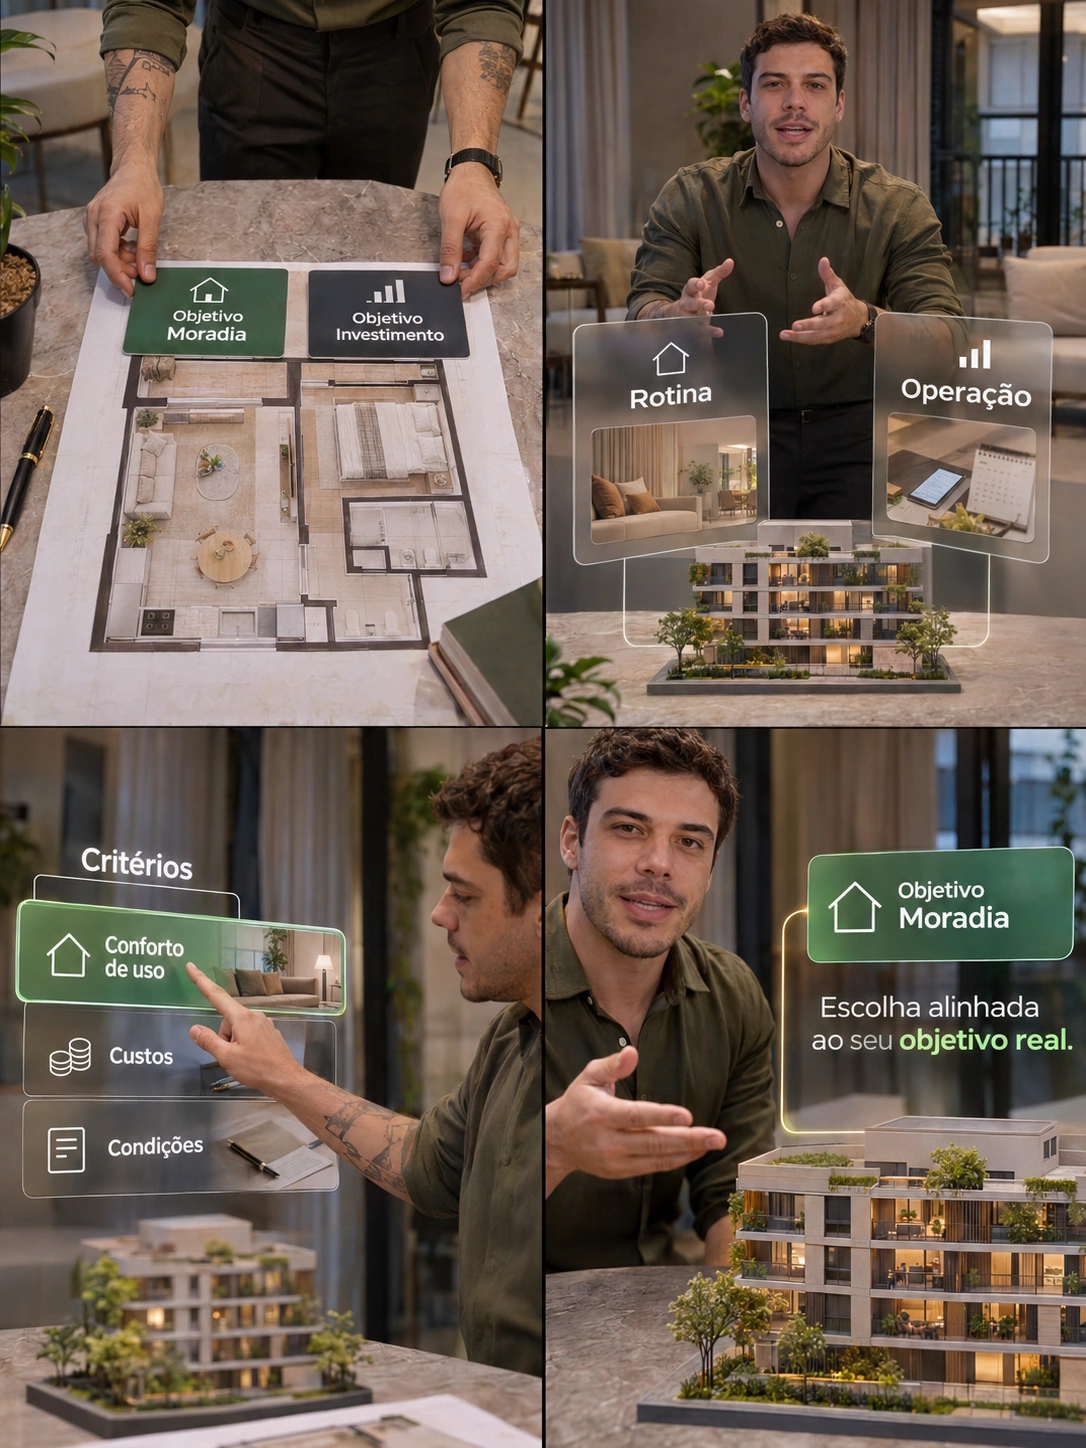 Objetivo
Moradia
Objetivo
Investimento
Rotina
Operação
Critérios
Conforto
de uso
Custos
Condições
Objetivo
Moradia
Escolha alinhada
ao seu objetivo real.